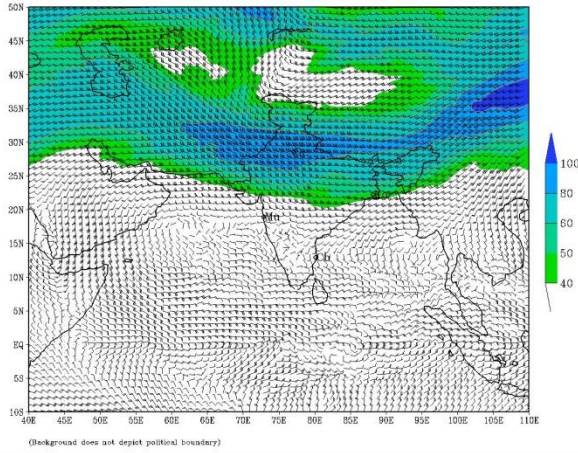 50N
45N
40N
35N
30N
25N
20N
15N
10N
5N
EQ
5S
10S
40E 45E 50E 55E 60E 65E 70E 75E 80E 85E 90E 95E 100E 105E 110E
Mu
Ch
100
80
60
50
40
(Background does not depict political boundary)